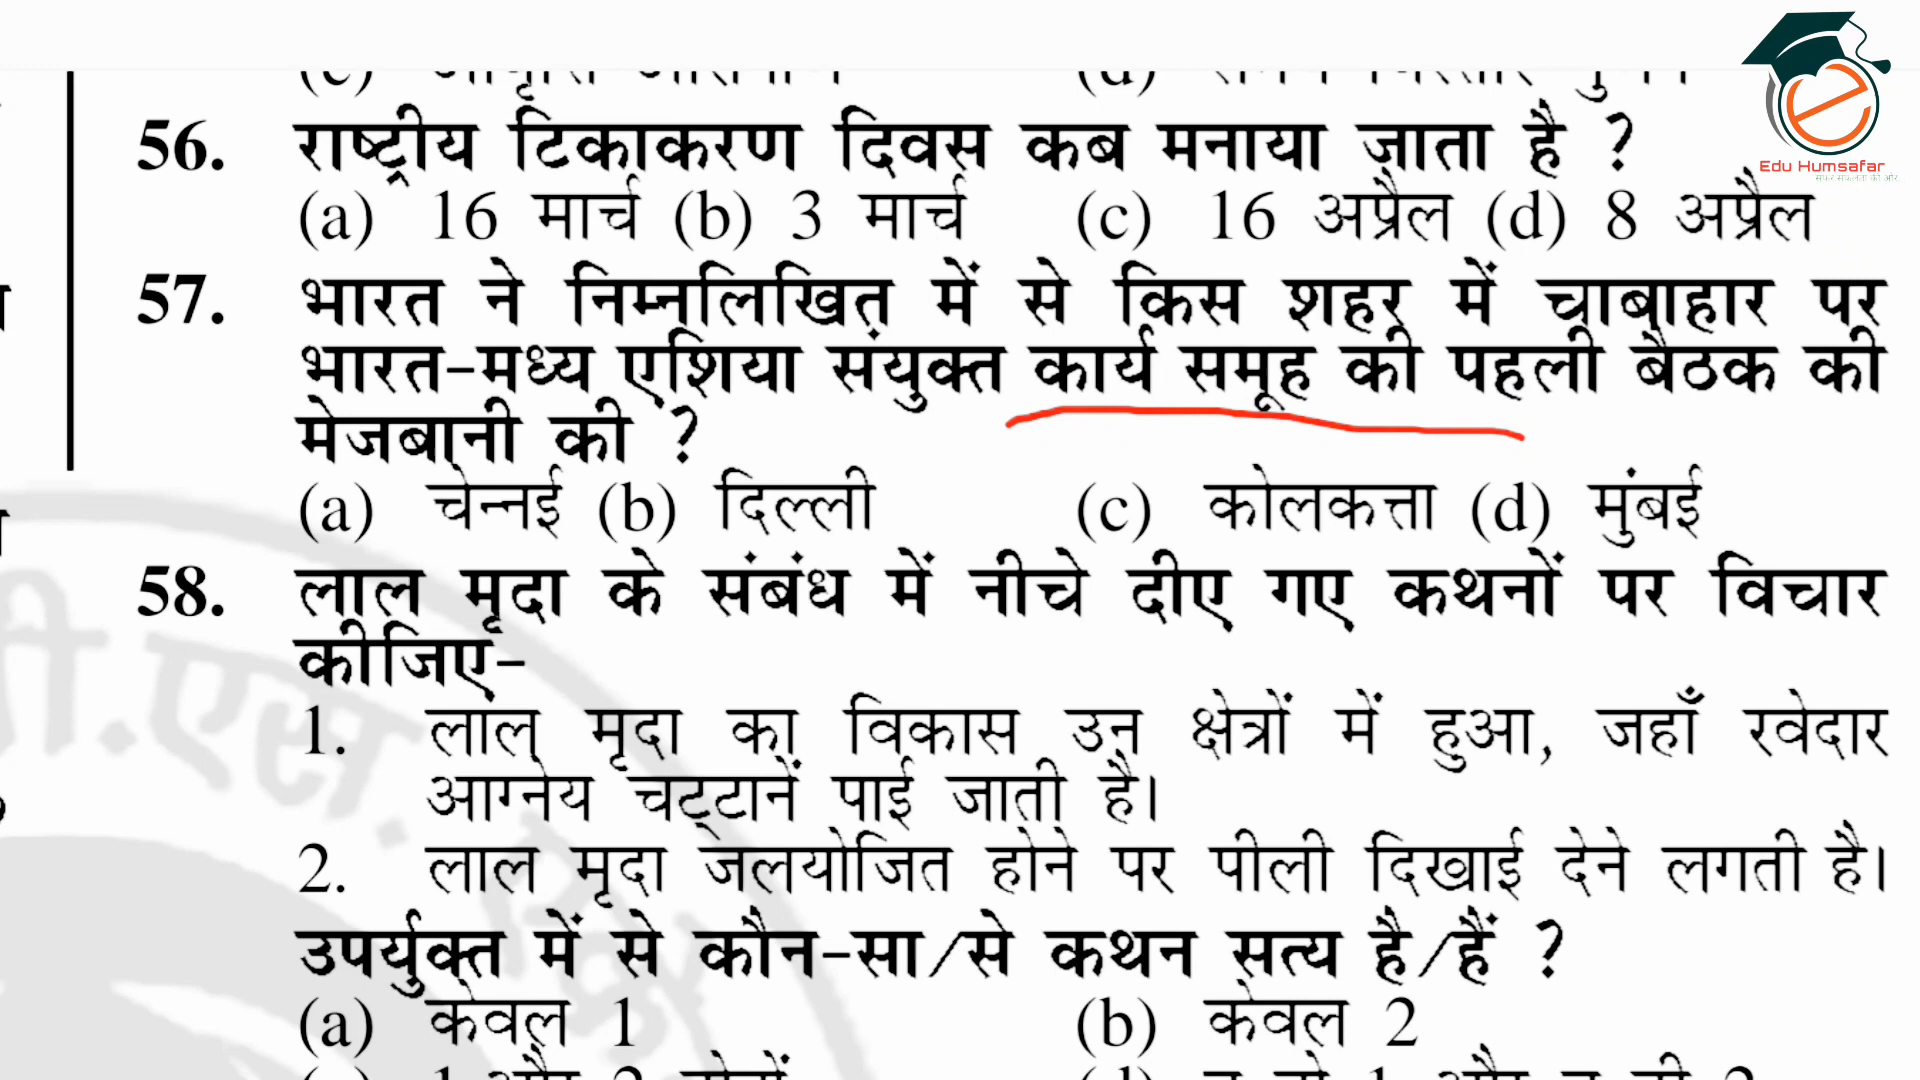 56. राष्ट्रीय टिकाकरण दिवस कब मनाया जाता है ?
(a) 16 मार्च (b) 3 मार्च (c) 16 अप्रैल (d) 8 अप्रैल
57. भारत ने निम्नलिखित में से किस शहर में चाबाहार पर
भारत-मध्य एशिया संयुक्त कार्य समूह की पहली बैठक की
मेजबानी की ?
(a) चेन्नई (b) दिल्ली (c) कोलकत्ता (d) मुंबई
58. लाल मृदा के संबंध में नीचे दीए गए कथनों पर विचार
कीजिए-
1. लाल मृदा का विकास उन क्षेत्रों में हुआ, जहाँ रवेदार
आग्नेय चट्टानें पाई जाती है।
2. लाल मृदा जलयोजित होने पर पीली दिखाई देने लगती है।
उपर्युक्त में से कौन-सा/से कथन सत्य है/हैं ?
(a) केवल 1 (b) केवल 2
Edu Humsafar